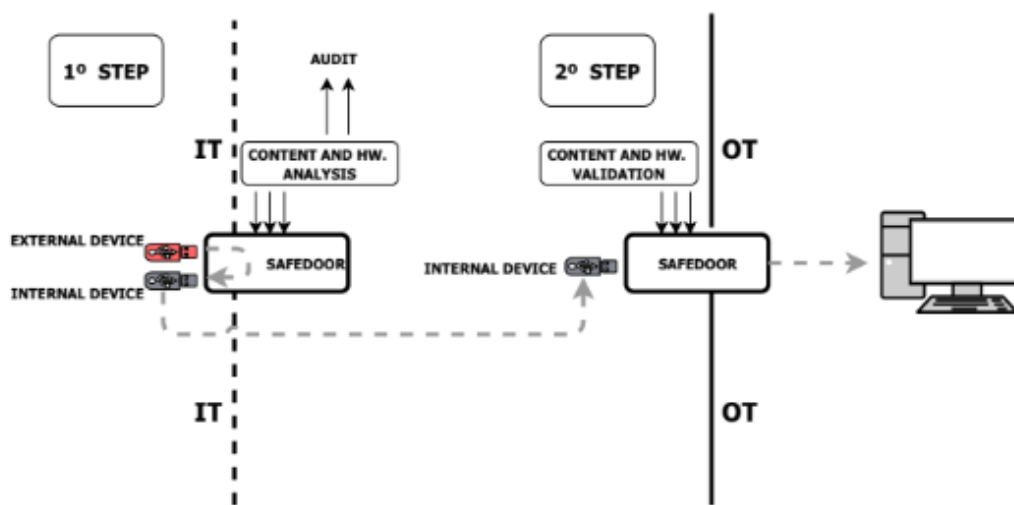 1º STEP
AUDIT
2º STEP
IT
CONTENT AND HW.
ANALYSIS
CONTENT AND HW.
VALIDATION
OT
EXTERNAL DEVICE
INTERNAL DEVICE
SAFEDOOR
INTERNAL DEVICE
SAFEDOOR
IT
OT